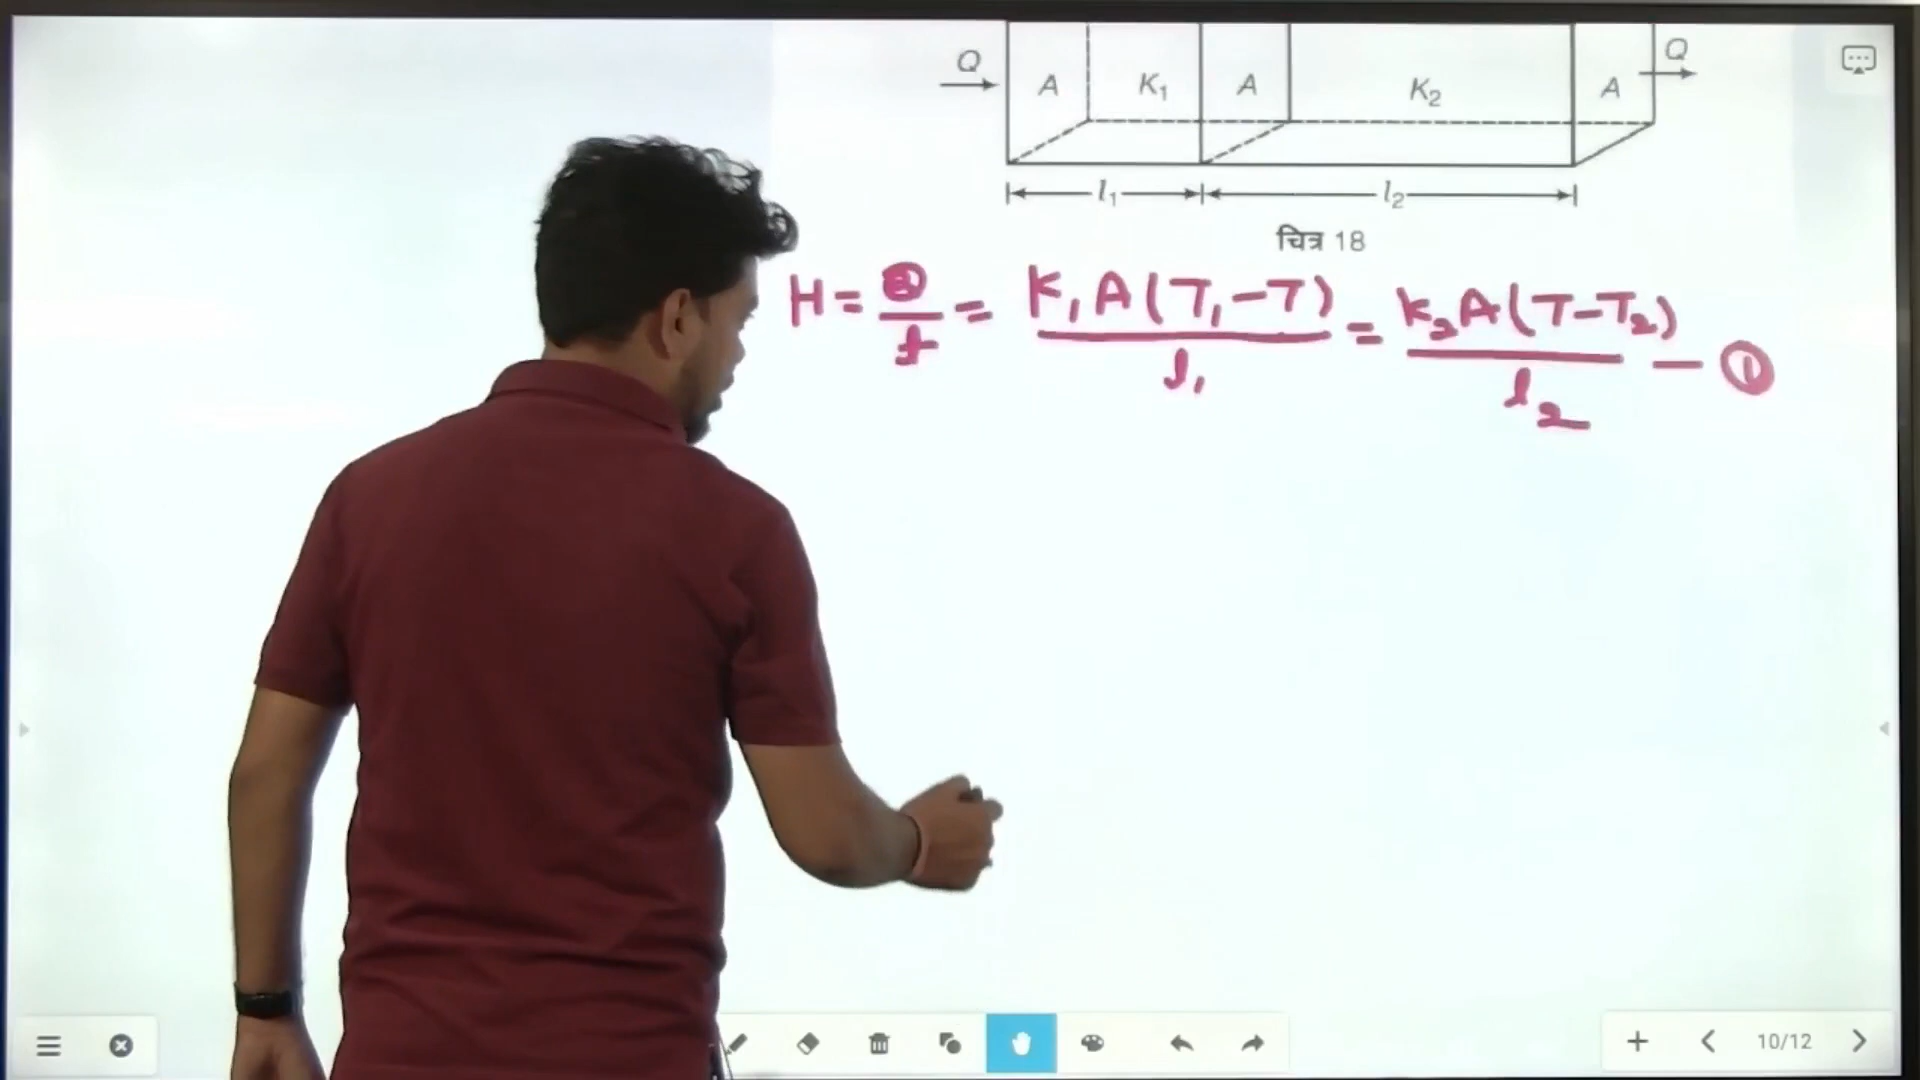 Q A K₁ A K₂ A Q
l₁ l₂
चित्र 18
H = Q/t = K₁A(T₁-T)/l₁ = K₂A(T-T₂)/l₂ — ①
10/12